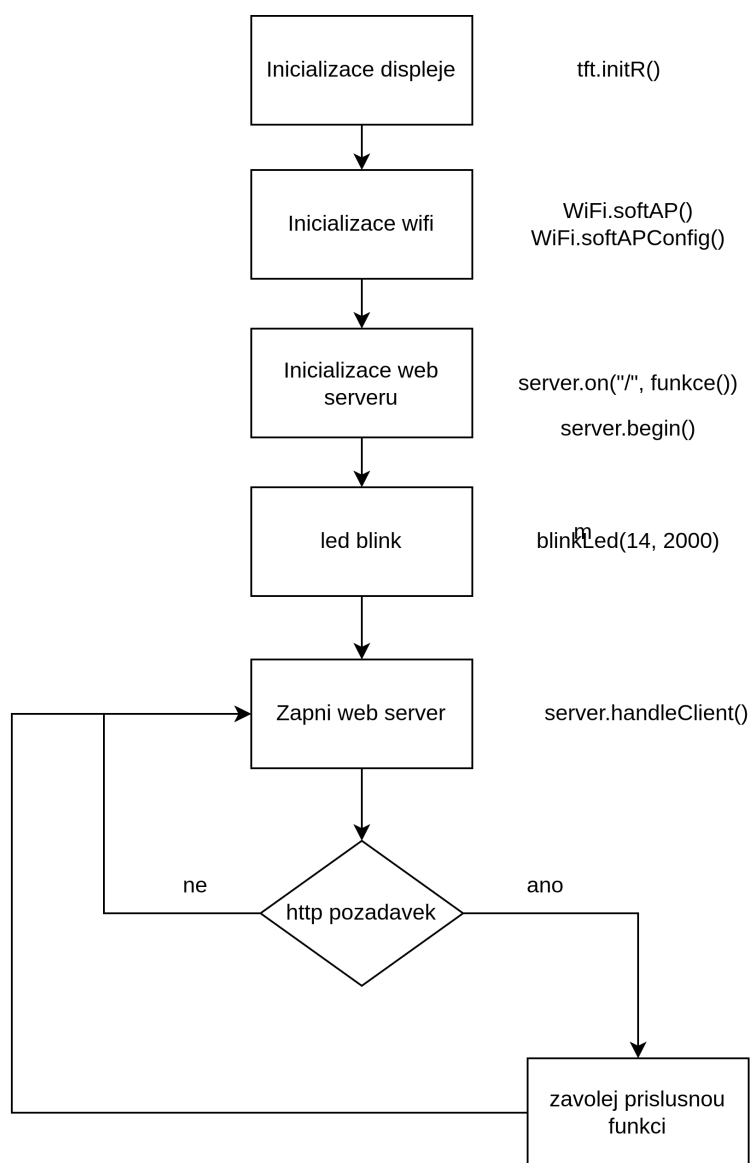 Inicializace displeje
tft.initR()
Inicializace wifi
WiFi.softAP()
WiFi.softAPConfig()
Inicializace web
serveru
server.on("/", funkce())
server.begin()
led blink
m
blinkLed(14, 2000)
Zapni web server
server.handleClient()
ne
http pozadavek
ano
zavolej prislusnou
funkci